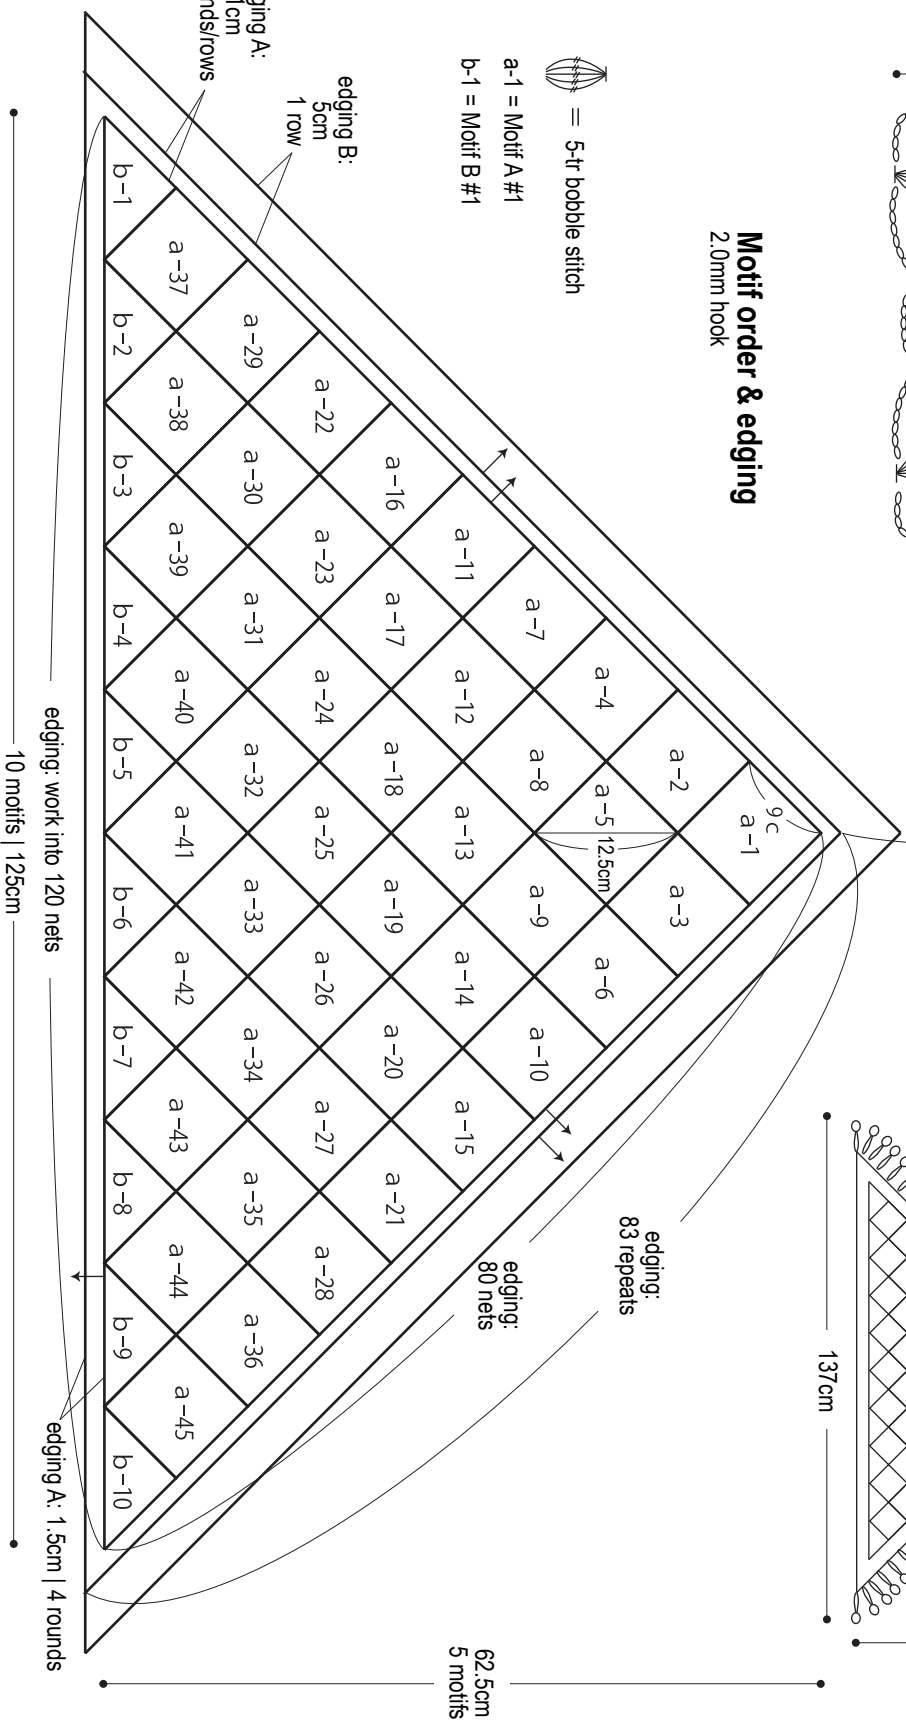 Motif order & edging
2.0mm hook
= 5-tr bobble stitch
a-1 = Motif A #1
b-1 = Motif B #1
edging B:
5cm
1 row
1cm
a-1
a-2
a-3
a-4
a-5
a-6
a-7
a-8
a-9
a-10
a-11
a-12
a-13
a-14
a-15
a-16
a-17
a-18
a-19
a-20
a-21
a-22
a-23
a-24
a-25
a-26
a-27
a-28
a-29
a-30
a-31
a-32
a-33
a-34
a-35
a-36
a-37
a-38
a-39
a-40
a-41
a-42
a-43
a-44
a-45
b-1
b-2
b-3
b-4
b-5
b-6
b-7
b-8
b-9
b-10
9c
12.5cm
edging:
83 repeats
edging:
80 nets
edging: work into 120 nets
10 motifs | 125cm
edging A: 1.5cm | 4 rounds
62.5cm
5 motifs
137cm